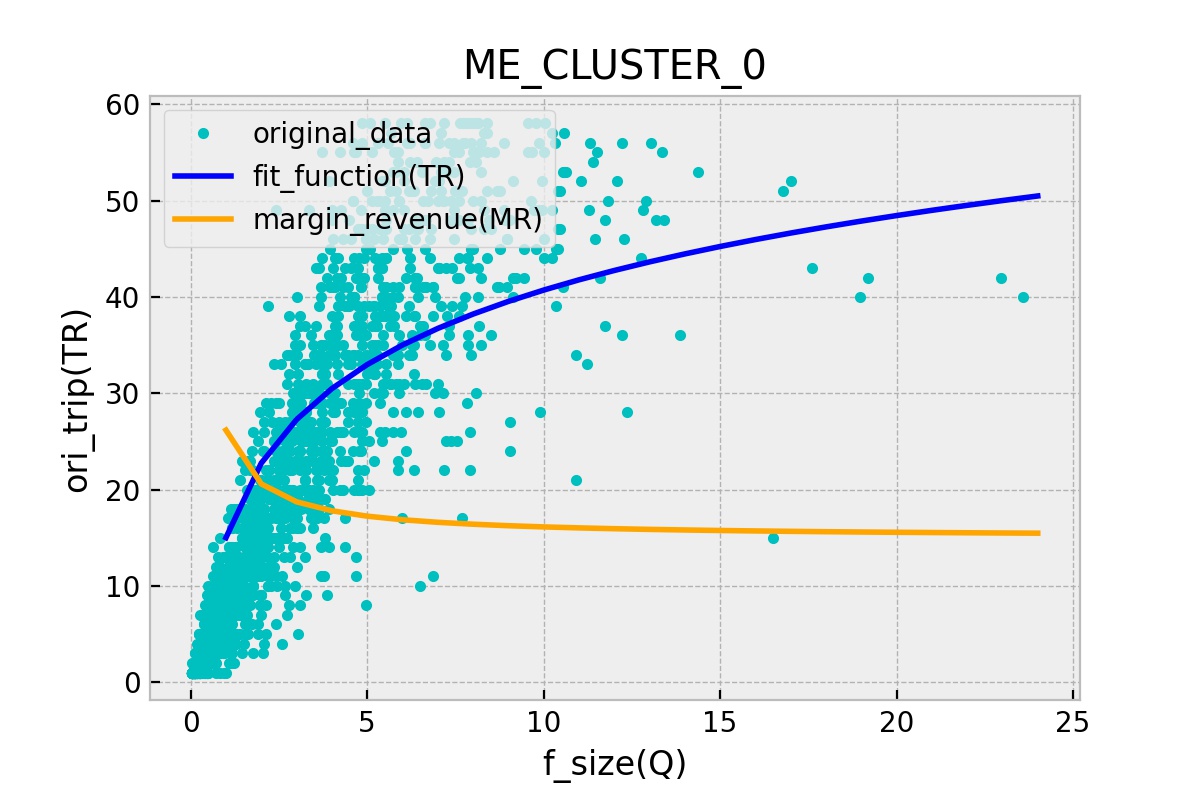 ME_CLUSTER_0
60
50
40
30
20
10
0
ori_trip(TR)
original_data
fit_function(TR)
margin_revenue(MR)
0 5 10 15 20 25
f_size(Q)